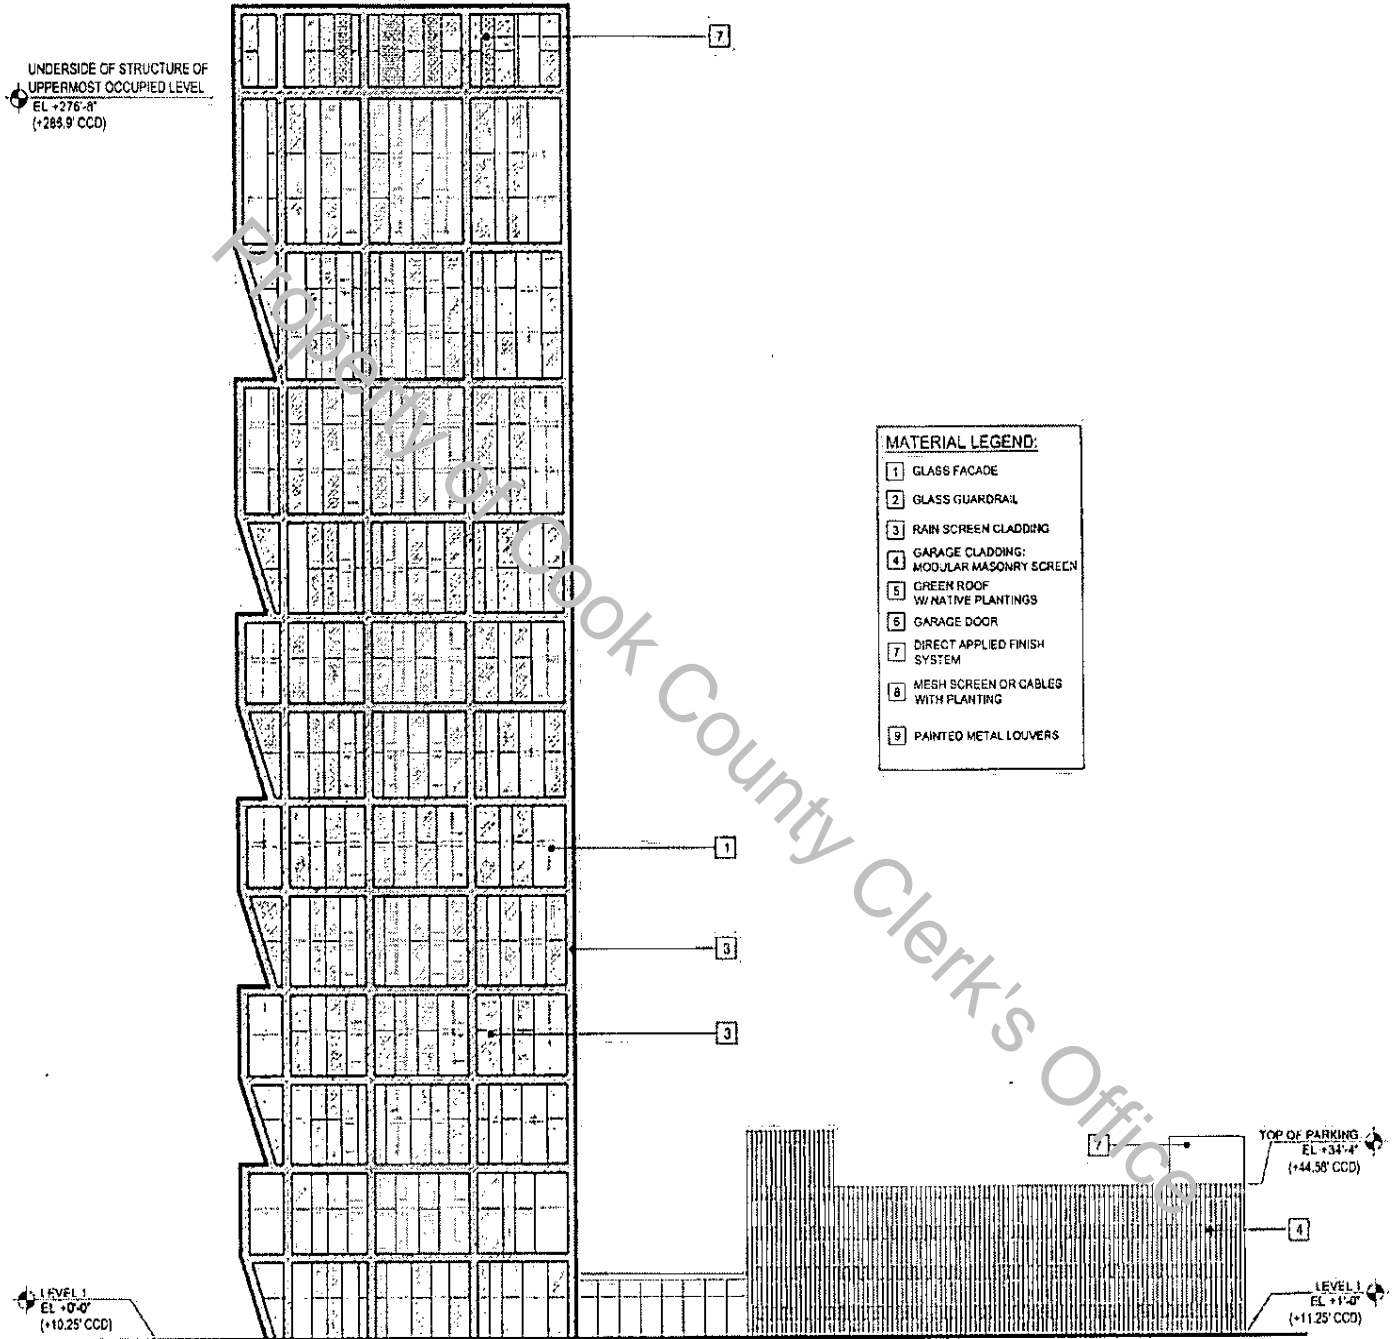 7
UNDERSIDE OF STRUCTURE OF
UPPERMOST OCCUPIED LEVEL
EL +276'-8"
(+286.9' CCD)
Property of Cook County Clerk's Office
MATERIAL LEGEND:
1 GLASS FACADE
2 GLASS GUARDRAIL
3 RAIN SCREEN CLADDING
4 GARAGE CLADDING:
MODULAR MASONRY SCREEN
5 GREEN ROOF
W/ NATIVE PLANTINGS
6 GARAGE DOOR
7 DIRECT APPLIED FINISH
SYSTEM
8 MESH SCREEN OR CABLES
WITH PLANTING
9 PAINTED METAL LOUVERS
1
3
3
7
TOP OF PARKING
EL +34'-4"
(+44.58' CCD)
4
LEVEL 1
EL +0'-0"
(+10.25' CCD)
LEVEL 1
EL +1'-0"
(+11.25' CCD)